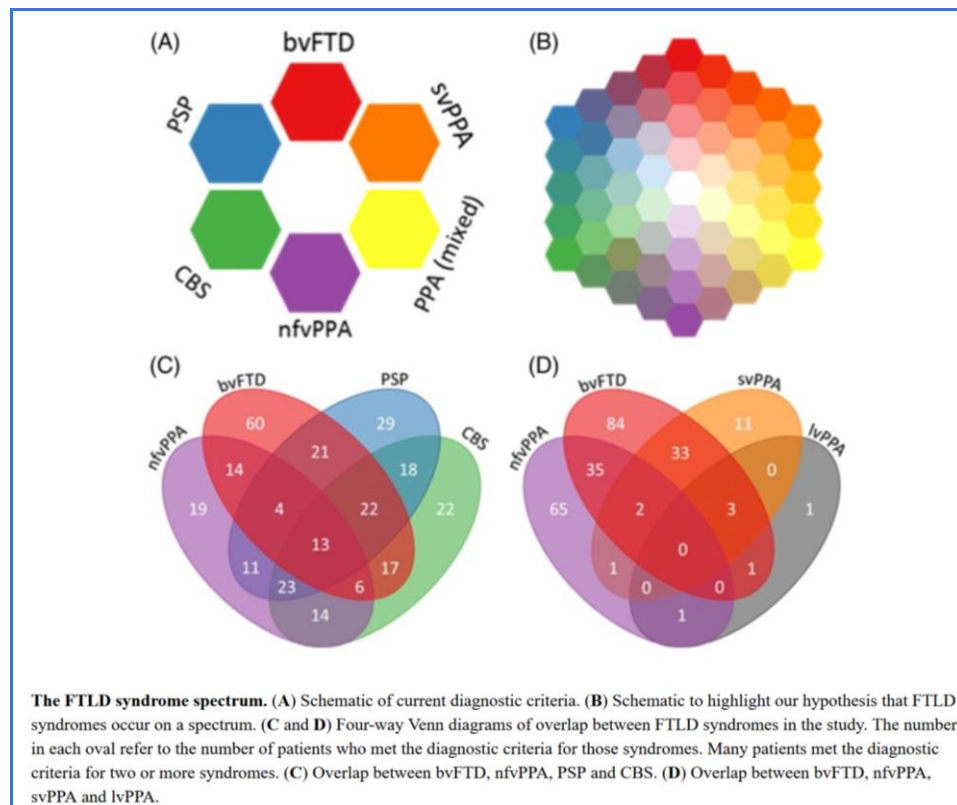 (A)
bvFTD
PSP
svPPA
CBS
PPA (mixed)
nfvPPA
(B)
(C)
bvFTD
PSP
nfvPPA
CBS
60
29
21
14
18
19
4
22
22
13
11
17
23
6
14
(D)
bvFTD
svPPA
nfvPPA
lvPPA
84
11
33
35
0
65
2
3
1
0
1
1
0
0
1
The FTLD syndrome spectrum. (A) Schematic of current diagnostic criteria. (B) Schematic to highlight our hypothesis that FTLD
syndromes occur on a spectrum. (C and D) Four-way Venn diagrams of overlap between FTLD syndromes in the study. The number
in each oval refer to the number of patients who met the diagnostic criteria for those syndromes. Many patients met the diagnostic
criteria for two or more syndromes. (C) Overlap between bvFTD, nfvPPA, PSP and CBS. (D) Overlap between bvFTD, nfvPPA,
svPPA and lvPPA.